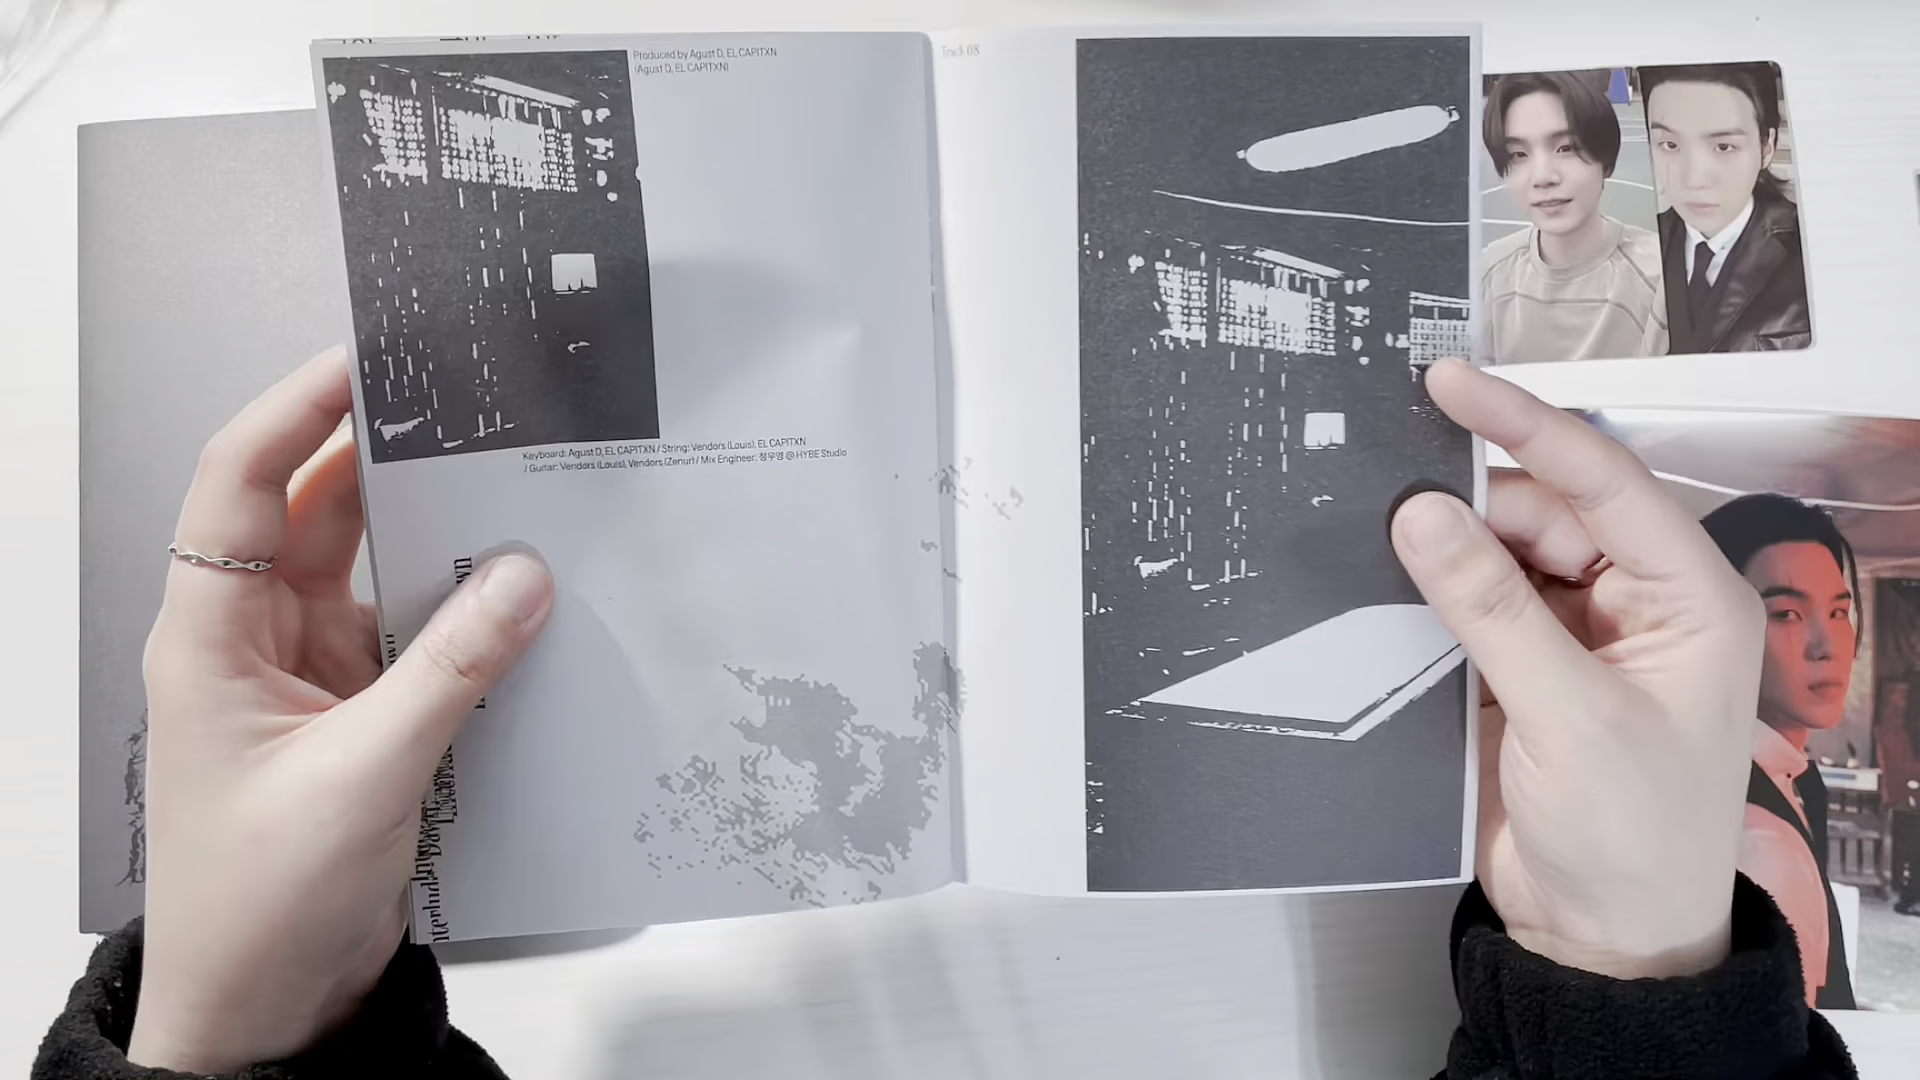 Produced by Agust D, EL CAPITXN
(Agust D, EL CAPITXN)
Track 08
Keyboard: Agust D, EL CAPITXN / String: Vendors (Louis), EL CAPITXN
/ Guitar: Vendors (Louis), Vendors (Zenur) / Mix Engineer: 정우영 @ HYBE Studio